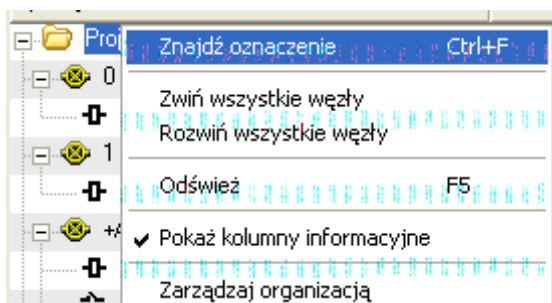 Proj
Znajdź oznaczenie Ctrl+F
0
Zwiń wszystkie węzły
Rozwiń wszystkie węzły
1
Odśwież F5
+A
Pokaż kolumny informacyjne
Zarządzaj organizacją